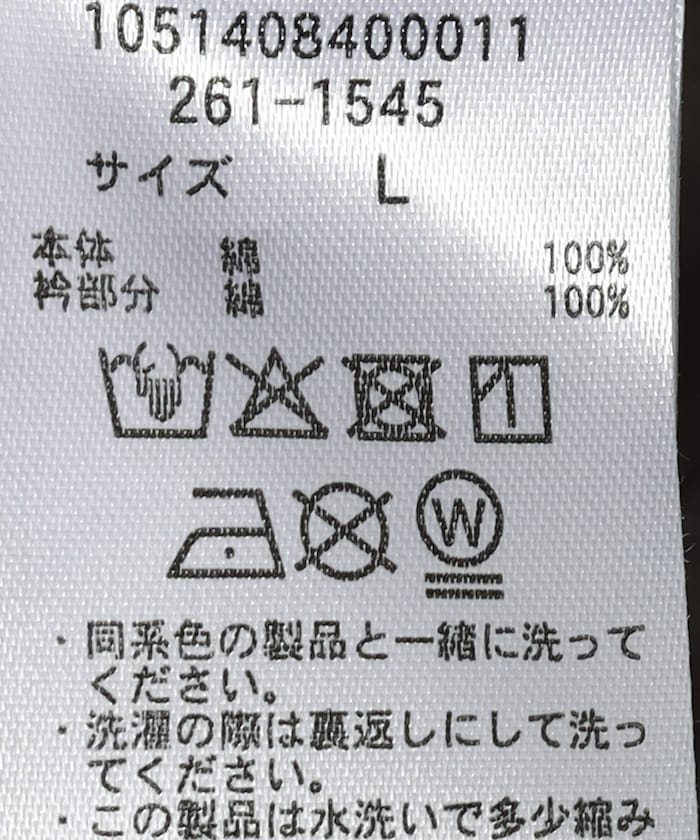 1051408400011
261-1545
サイズ L
本体 綿 100%
衿部分 綿 100%
W
・同系色の製品と一緒に洗って
ください。
・洗濯の際は裏返しにして洗っ
てください。
・この製品は水洗いで多少縮み